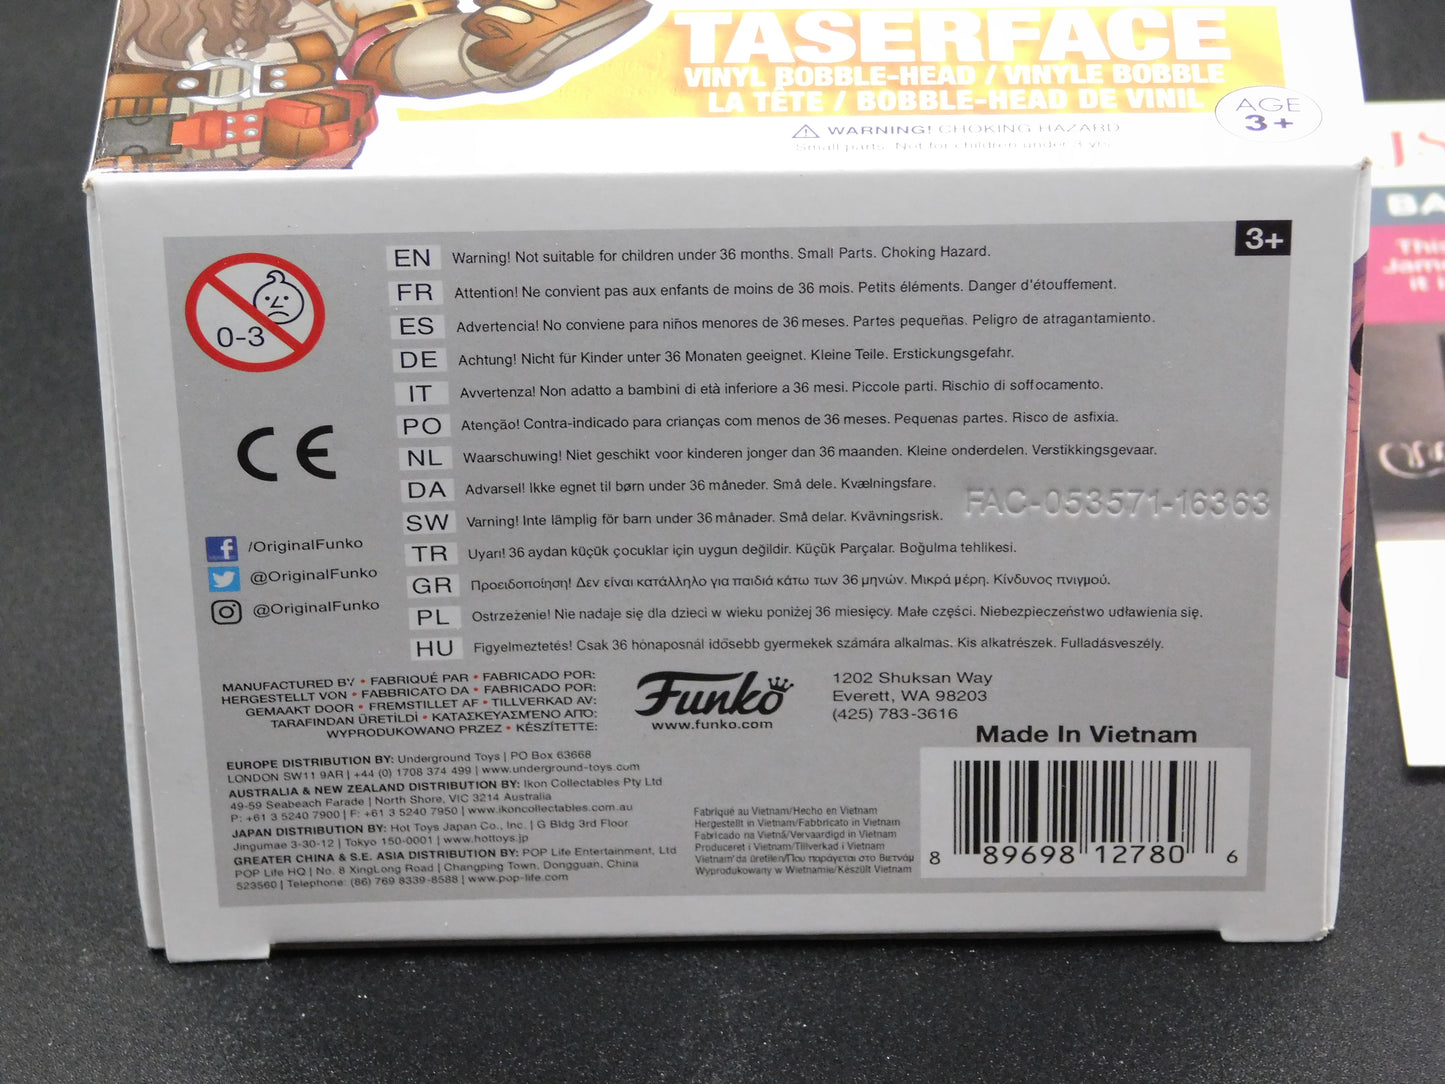 TASERFACE
VINYL BOBBLE-HEAD / VINYLE BOBBLE
LA TÊTE / BOBBLE-HEAD DE VINIL
AGE
3+
WARNING! CHOKING HAZARD
Small parts. Not for children under 3 yrs.
3+
0-3
EN Warning! Not suitable for children under 36 months. Small Parts. Choking Hazard.
FR Attention! Ne convient pas aux enfants de moins de 36 mois. Petits éléments. Danger d'étouffement.
ES Advertencia! No conviene para niños menores de 36 meses. Partes pequeñas. Peligro de atragantamiento.
DE Achtung! Nicht für Kinder unter 36 Monaten geeignet. Kleine Teile. Erstickungsgefahr.
IT Avvertenza! Non adatto a bambini di età inferiore a 36 mesi. Piccole parti. Rischio di soffocamento.
PO Atenção! Contra-indicado para crianças com menos de 36 meses. Pequenas partes. Risco de asfixia.
NL Waarschuwing! Niet geschikt voor kinderen jonger dan 36 maanden. Kleine onderdelen. Verstikkingsgevaar.
DA Advarsel! Ikke egnet til børn under 36 måneder. Små dele. Kvælningsfare.
SW Varning! Inte lämplig för barn under 36 månader. Små delar. Kvävningsrisk.
TR Uyarı! 36 aydan küçük çocuklar için uygun değildir. Küçük Parçalar. Boğulma tehlikesi.
GR Προειδοποίηση! Δεν είναι κατάλληλο για παιδιά κάτω των 36 μηνών. Μικρά μέρη. Κίνδυνος πνιγμού.
PL Ostrzeżenie! Nie nadaje się dla dzieci w wieku poniżej 36 miesięcy. Małe części. Niebezpieczeństwo udławienia się.
HU Figyelmeztetés! Csak 36 hónaposnál idősebb gyermekek számára alkalmas. Kis alkatrészek. Fulladásveszély.
FAC-053571-16363
CE
/OriginalFunko
@OriginalFunko
@OriginalFunko
MANUFACTURED BY • FABRIQUÉ PAR • FABRICADO POR:
HERGESTELLT VON • FABBRICATO DA • FABRICADO POR:
GEMAAKT DOOR • FREMSTILLET AF • TILLVERKAD AV:
TARAFINDAN ÜRETİLDİ • ΚΑΤΑΣΚΕΥΑΣΜΈΝΟ ΑΠΌ:
WYPRODUKOWANO PRZEZ • KÉSZÍTETTE:
Funko
www.funko.com
1202 Shuksan Way
Everett, WA 98203
(425) 783-3616
Made In Vietnam
EUROPE DISTRIBUTION BY: Underground Toys | PO Box 63668
LONDON SW11 9AR | +44 (0) 1708 374 499 | www.underground-toys.com
AUSTRALIA & NEW ZEALAND DISTRIBUTION BY: Ikon Collectables Pty Ltd
49-59 Seabeach Parade | North Shore, VIC 3214 Australia
P: +61 3 5240 7900 | F: +61 3 5240 7950 | www.ikoncollectables.com.au
JAPAN DISTRIBUTION BY: Hot Toys Japan Co., Inc. | G Bldg 3rd Floor
Jingumae 3-30-12 | Tokyo 150-0001 | www.hottoys.jp
GREATER CHINA & S.E. ASIA DISTRIBUTION BY: POP Life Entertainment, Ltd
POP Life HQ | No. 8 XingLong Road | Changping Town, Dongguan, China
523560 | Telephone: (86) 769 8339-8588 | www.pop-life.com
Fabriqué au Vietnam/Hecho en Vietnam
Hergestellt in Vietnam/Fabbricato in Vietnam
Fabricado na Vietnã/Vervaardigd in Vietnam
Produceret i Vietnam/Tillverkad i Vietnam
Vietnam'da üretilen/Που παράγεται στο Βιετνάμ
Wyprodukowany w Wietnamie/Készült Vietnam
8 89698 12780 6
JS
BA
This
Jam
it